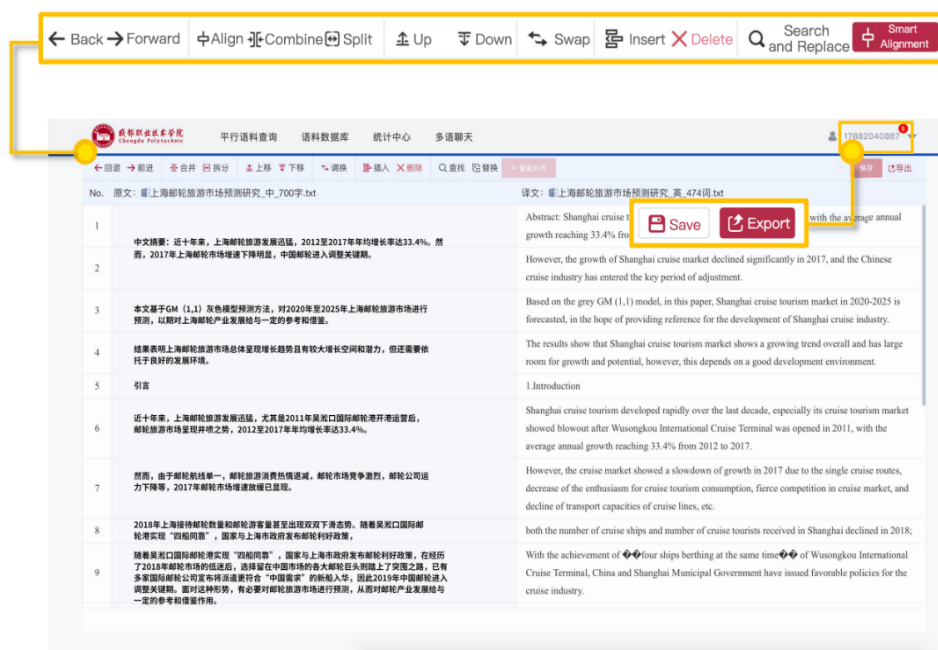 Back Forward Align Combine Split Up Down Swap Insert Delete Search and Replace Smart Alignment
成都职业技术学院
Chengdu Polytechnic
平行语料查询 语料数据库 统计中心 多语聊天
17882040887
回退 前进 合并 拆分 上移 下移 调换 插入 删除 查找 替换 智能对齐 保存 导出
No. 原文: 上海邮轮旅游市场预测研究_中_700字.txt 译文: 上海邮轮旅游市场预测研究_英_474词.txt
Save Export
1
中文摘要：近十年来，上海邮轮旅游发展迅猛，2012至2017年年均增长率达33.4%。然
而，2017年上海邮轮市场增速下降明显，中国邮轮进入调整关键期。
Abstract: Shanghai cruise with the average annual
growth reaching 33.4%
2
However, the growth of Shanghai cruise market declined significantly in 2017, and the Chinese
cruise industry has entered the key period of adjustment.
3
本文基于GM（1,1）灰色模型预测方法，对2020年至2025年上海邮轮旅游市场进行
预测，以期对上海邮轮产业发展给与一定的参考和借鉴。
Based on the grey GM (1,1) model, in this paper, Shanghai cruise tourism market in 2020-2025 is
forecasted, in the hope of providing reference for the development of Shanghai cruise industry.
4
结果表明上海邮轮旅游市场总体呈现增长趋势且有较大增长空间和潜力，但还需要依
托于良好的发展环境。
The results show that Shanghai cruise tourism market shows a growing trend overall and has large
room for growth and potential, however, this depends on a good development environment.
5 引言 1.Introduction
6
近十年来，上海邮轮旅游发展迅猛，尤其是2011年吴淞口国际邮轮港开港运营后，
邮轮旅游市场呈现井喷之势，2012至2017年年均增长率达33.4%。
Shanghai cruise tourism developed rapidly over the last decade, especially its cruise tourism market
showed blowout after Wusongkou International Cruise Terminal was opened in 2011, with the
average annual growth reaching 33.4% from 2012 to 2017.
7
然而，由于邮轮航线单一，邮轮旅游消费热情退减，邮轮市场竞争激烈，邮轮公司运
力下降等，2017年邮轮市场增速放缓已显现。
However, the cruise market showed a slowdown of growth in 2017 due to the single cruise routes,
decrease of the enthusiasm for cruise tourism consumption, fierce competition in cruise market, and
decline of transport capacities of cruise lines, etc.
8
2018年上海接待邮轮数量和邮轮游客量甚至出现双双下滑态势。随着吴淞口国际邮
轮港实现“四船同靠”，国家与上海市政府发布邮轮利好政策，
both the number of cruise ships and number of cruise tourists received in Shanghai declined in 2018;
9
随着吴淞口国际邮轮港实现“四船同靠”，国家与上海市政府发布邮轮利好政策，在经历
了2018年邮轮市场的低迷后，选择留在中国市场的各大邮轮巨头则踏上了突围之路，已有
多家国际邮轮公司宣布将派遣更符合“中国需求”的新船入华，因此2019年中国邮轮进入
调整关键期。面对这种形势，有必要对邮轮旅游市场进行预测，从而对邮轮产业发展给与
一定的参考和借鉴作用。
With the achievement of ��four ships berthing at the same time�� of Wusongkou International
Cruise Terminal, China and Shanghai Municipal Government have issued favorable policies for the
cruise industry.